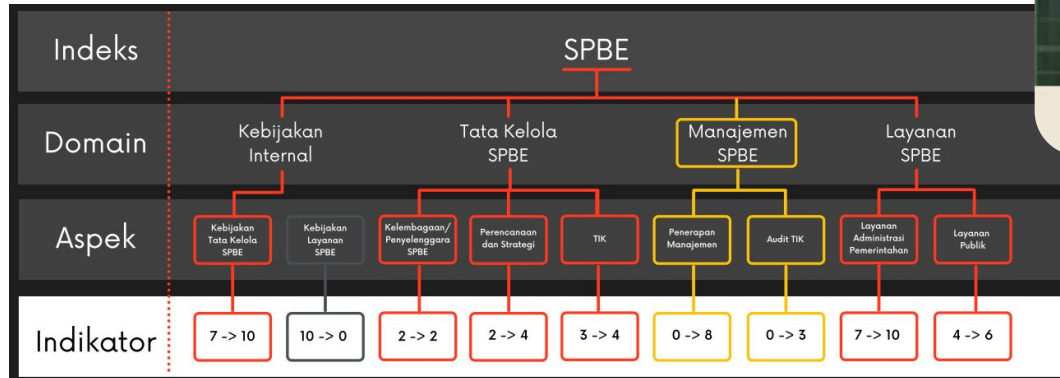 Indeks
SPBE
Domain
Kebijakan
Internal
Tata Kelola
SPBE
Manajemen
SPBE
Layanan
SPBE
Aspek
Kebijakan
Tata Kelola
SPBE
Kebijakan
Layanan
SPBE
Kelembagaan/
Penyelenggara
SPBE
Perencanaan
dan Strategi
TIK
Penerapan
Manajemen
Audit TIK
Layanan
Administrasi
Pemerintahan
Layanan
Publik
Indikator
7 -> 10
10 -> 0
2 -> 2
2 -> 4
3 -> 4
0 -> 8
0 -> 3
7 -> 10
4 -> 6